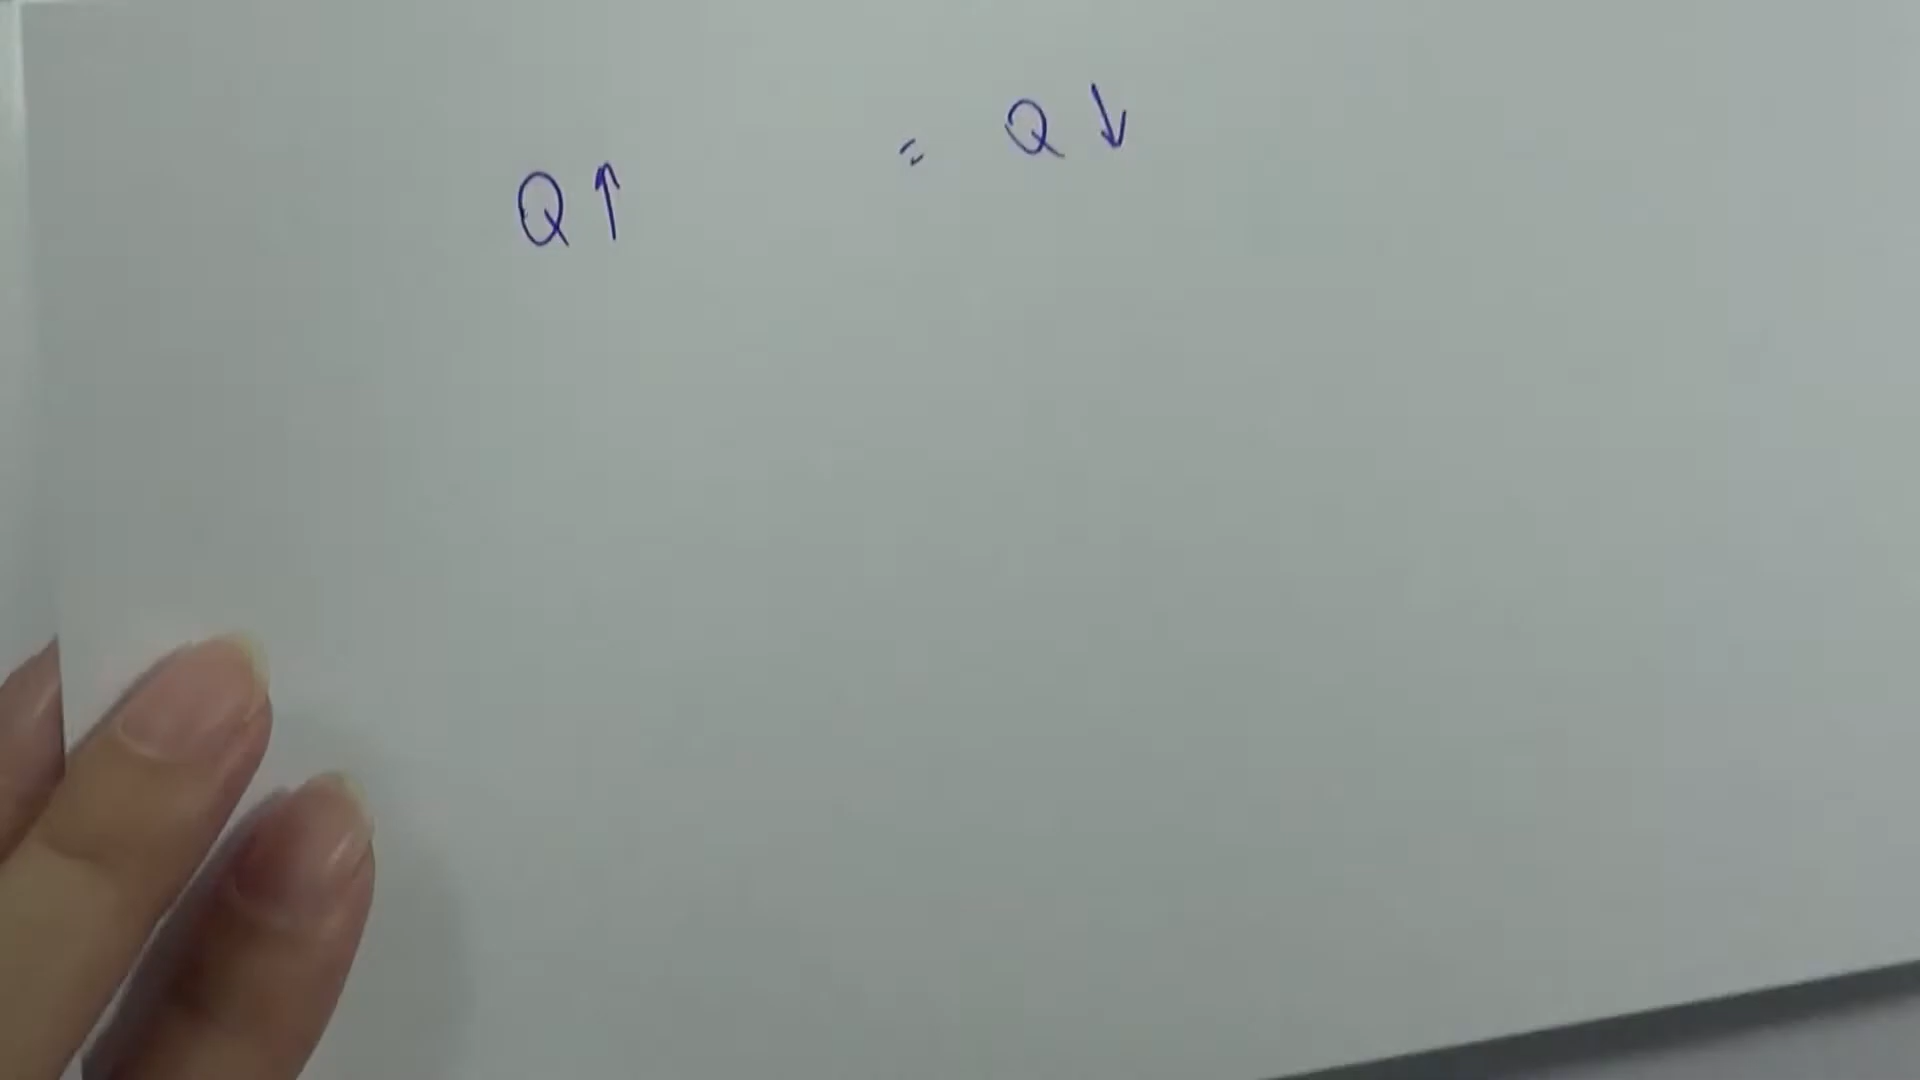 Q↑ = Q↓